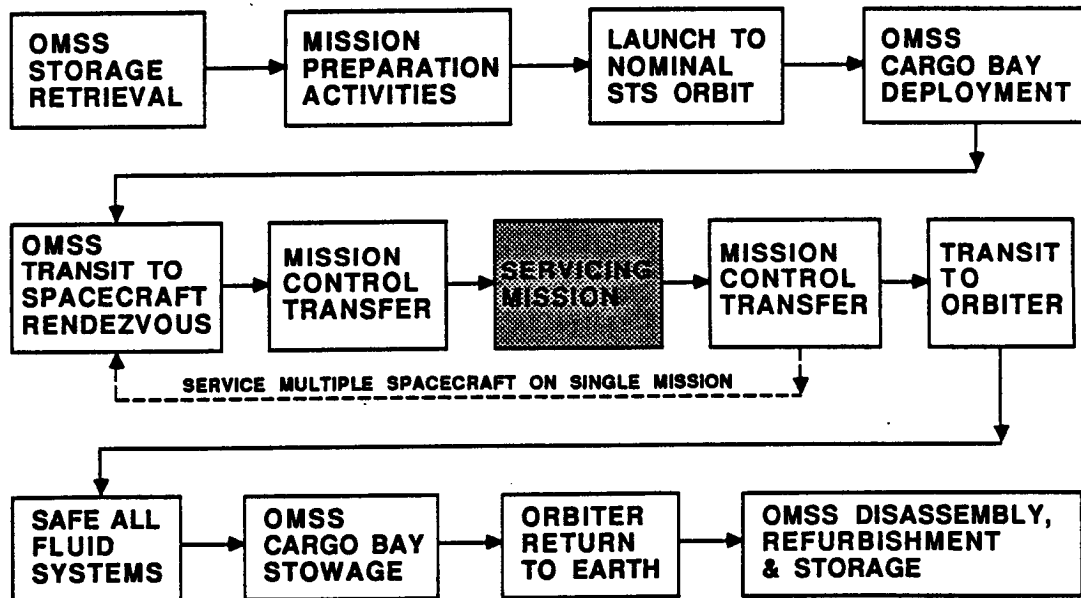 OMSS
STORAGE
RETRIEVAL
MISSION
PREPARATION
ACTIVITIES
LAUNCH TO
NOMINAL
STS ORBIT
OMSS
CARGO BAY
DEPLOYMENT
OMSS
TRANSIT TO
SPACECRAFT
RENDEZVOUS
MISSION
CONTROL
TRANSFER
SERVICING
MISSION
MISSION
CONTROL
TRANSFER
TRANSIT
TO
ORBITER
SERVICE MULTIPLE SPACECRAFT ON SINGLE MISSION
SAFE ALL
FLUID
SYSTEMS
OMSS
CARGO BAY
STOWAGE
ORBITER
RETURN
TO EARTH
OMSS DISASSEMBLY,
REFURBISHMENT
& STORAGE